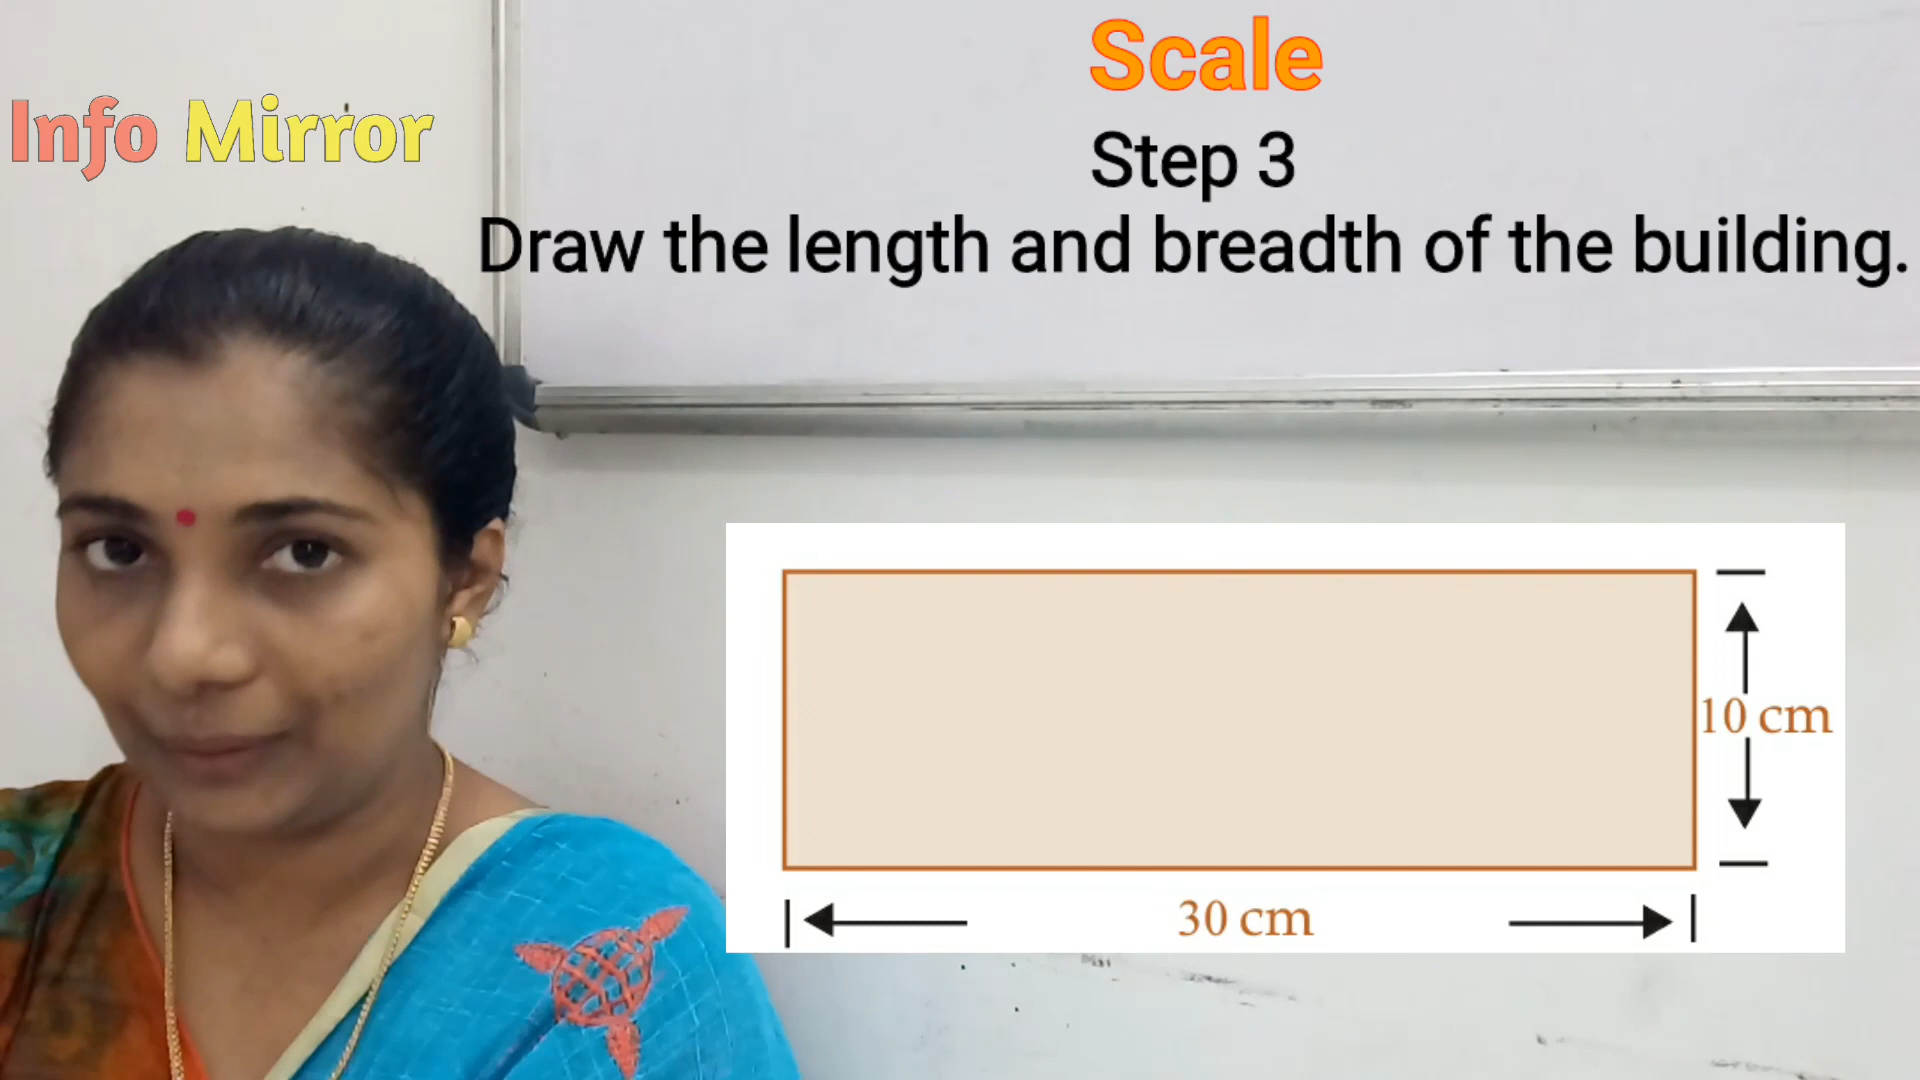 Scale
Info Mirror
Step 3
Draw the length and breadth of the building.
10 cm
30 cm